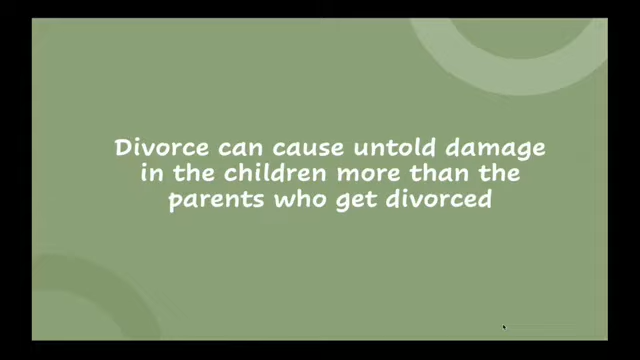 Divorce can cause untold damage
in the children more than the
parents who get divorced